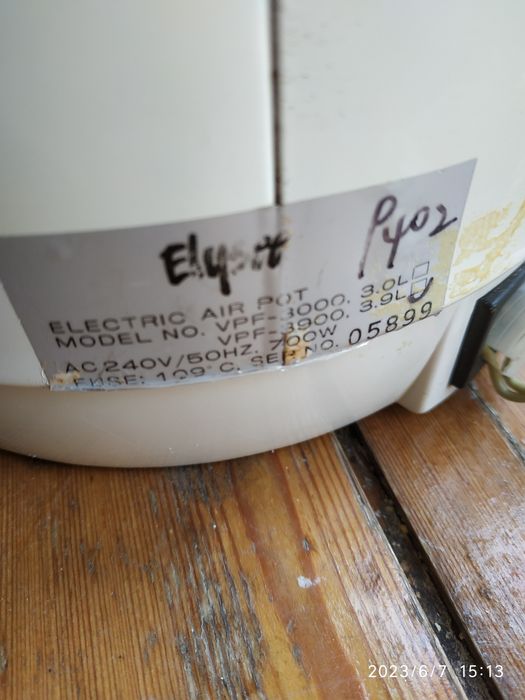 P402
ELECTRIC AIR POT
MODEL NO. VPF-3000. 3.0L
VPF-3900. 3.9L
AC 240V/50HZ, 700W
FUSE: 109°C. SER NO. 05899
2023/6/7 15:13